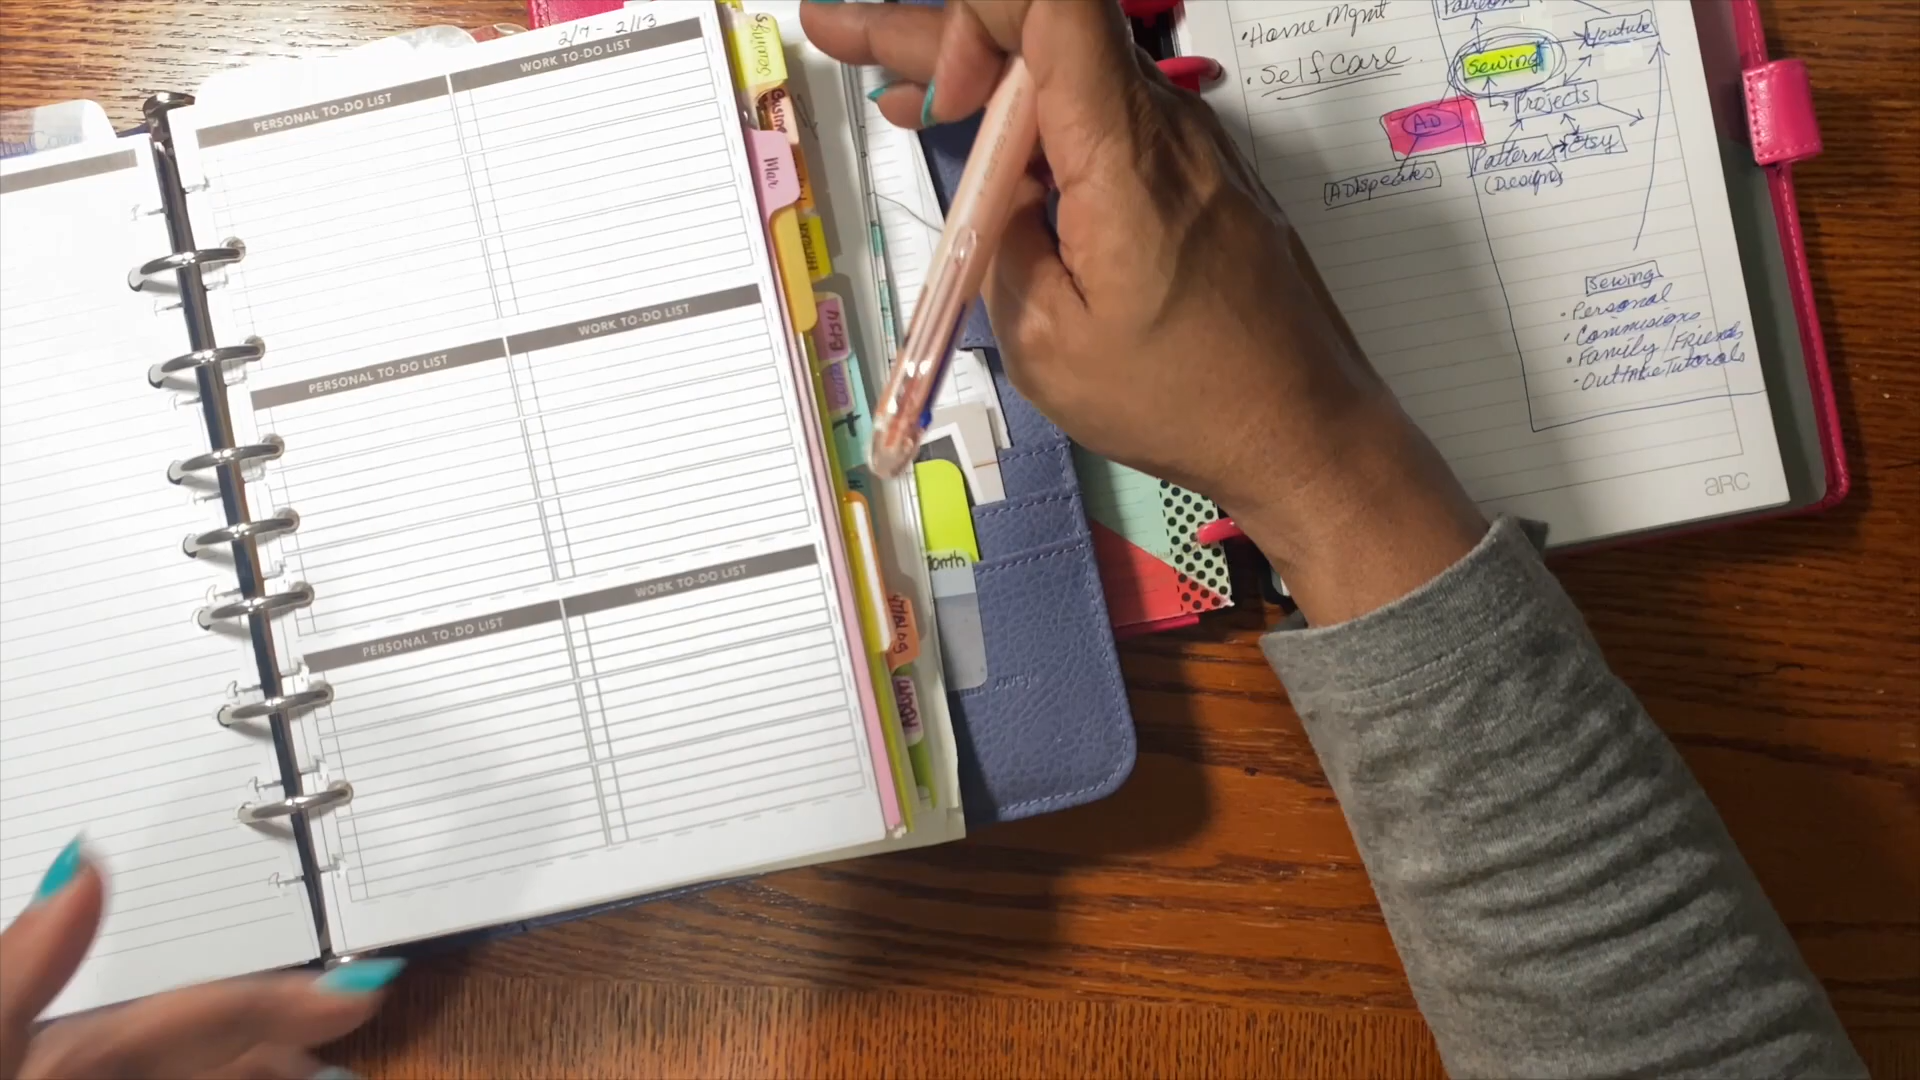 2/7 - 2/13
PERSONAL TO-DO LIST
WORK TO-DO LIST
PERSONAL TO-DO LIST
WORK TO-DO LIST
PERSONAL TO-DO LIST
WORK TO-DO LIST
Sewing
Mar
Etsy
Month
• Home Mgmt
• Self Care
Youtube
Sewing
Projects
AD
Patterns
Etsy
(Designs)
ADSpeaks
Sewing
• Personal
• Commissions
• Family/Friends
• Tutorials
ARC